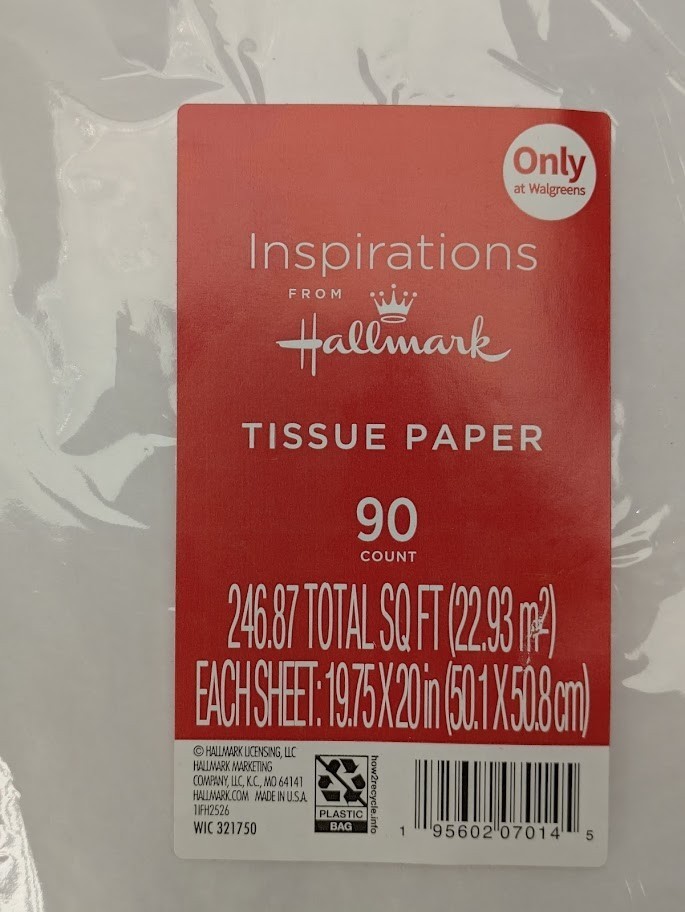 Only
at Walgreens
Inspirations
FROM
Hallmark
TISSUE PAPER
90
COUNT
246.87 TOTAL SQ FT (22.93 m²)
EACH SHEET: 19.75 X 20 in (50.1 X 50.8 cm)
© HALLMARK LICENSING, LLC
HALLMARK MARKETING
COMPANY, LLC, K.C., MO 64141
HALLMARK.COM MADE IN U.S.A.
1IFH2526
WIC 321750
PLASTIC
BAG
how2recycle.info
1 95602 07014 5